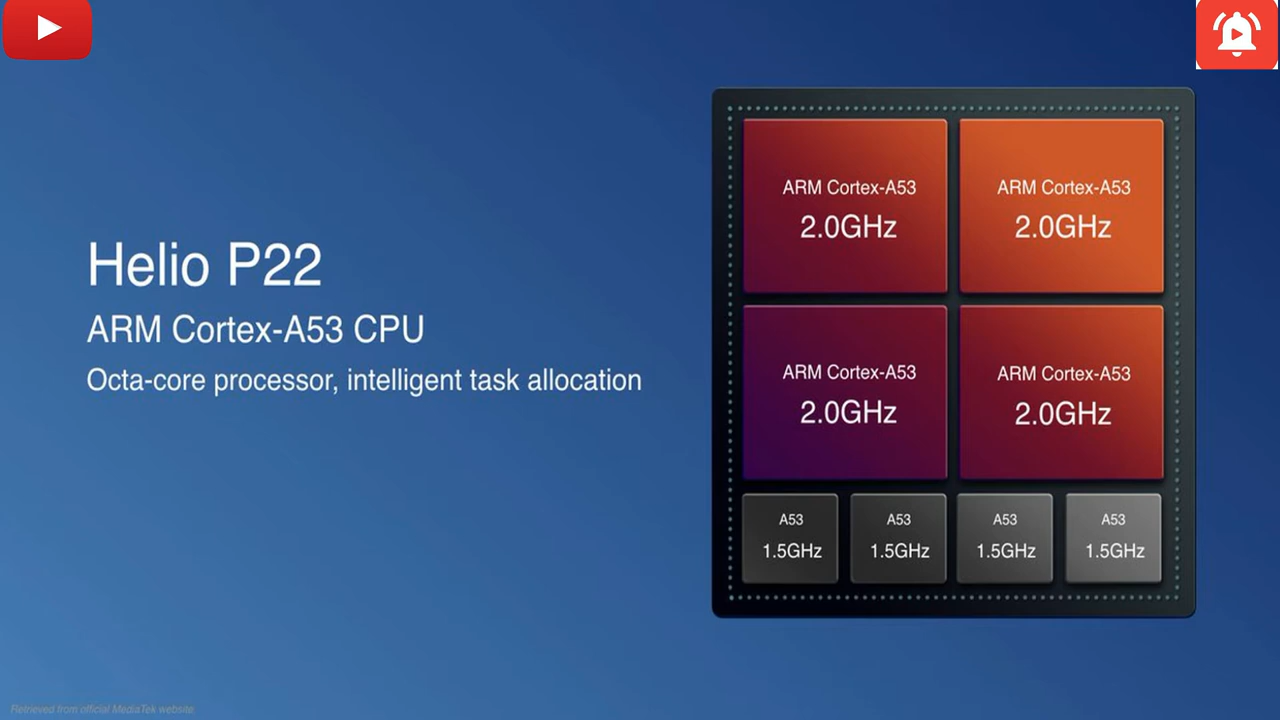 Helio P22
ARM Cortex-A53 CPU
Octa-core processor, intelligent task allocation
ARM Cortex-A53
2.0GHz
ARM Cortex-A53
2.0GHz
ARM Cortex-A53
2.0GHz
ARM Cortex-A53
2.0GHz
A53
1.5GHz
A53
1.5GHz
A53
1.5GHz
A53
1.5GHz
Retrieved from official MediaTek website.